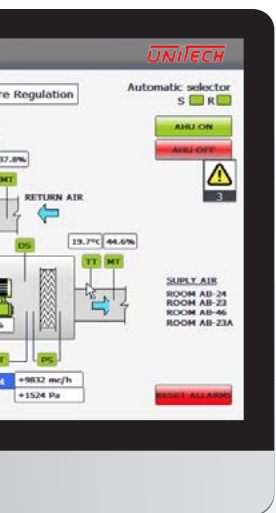 UNITECH
re Regulation
Automatic selector
S R
AHU ON
AHU OFF
37.8%
MT
3
RETURN AIR
DS
19.7°C 44.6%
TT MT
SUPLY AIR
ROOM AB-24
ROOM AB-23
ROOM AB-46
ROOM AB-23A
%
T
PS
+9832 mc/h
+1524 Pa
RESET ALLARMS